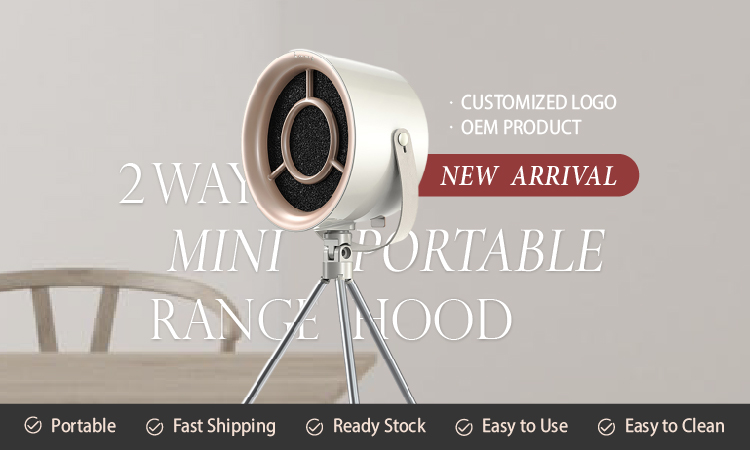 · CUSTOMIZED LOGO
· OEM PRODUCT
NEW ARRIVAL
2 WAY
MINI PORTABLE
RANGE HOOD
Portable
Fast Shipping
Ready Stock
Easy to Use
Easy to Clean